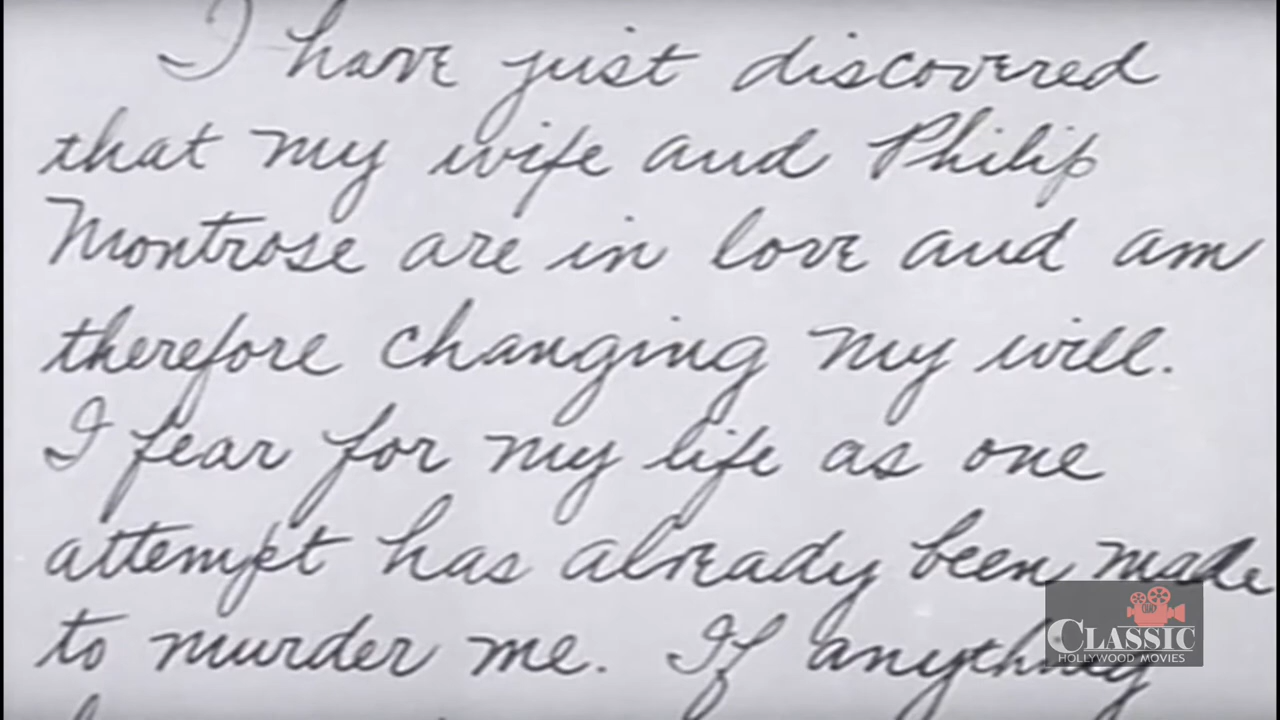 I have just discovered
that my wife and Philip
Montrose are in love and am
therefore changing my will.
I fear for my life as one
attempt has already been made
to murder me. If anything
CLASSIC
HOLLYWOOD MOVIES